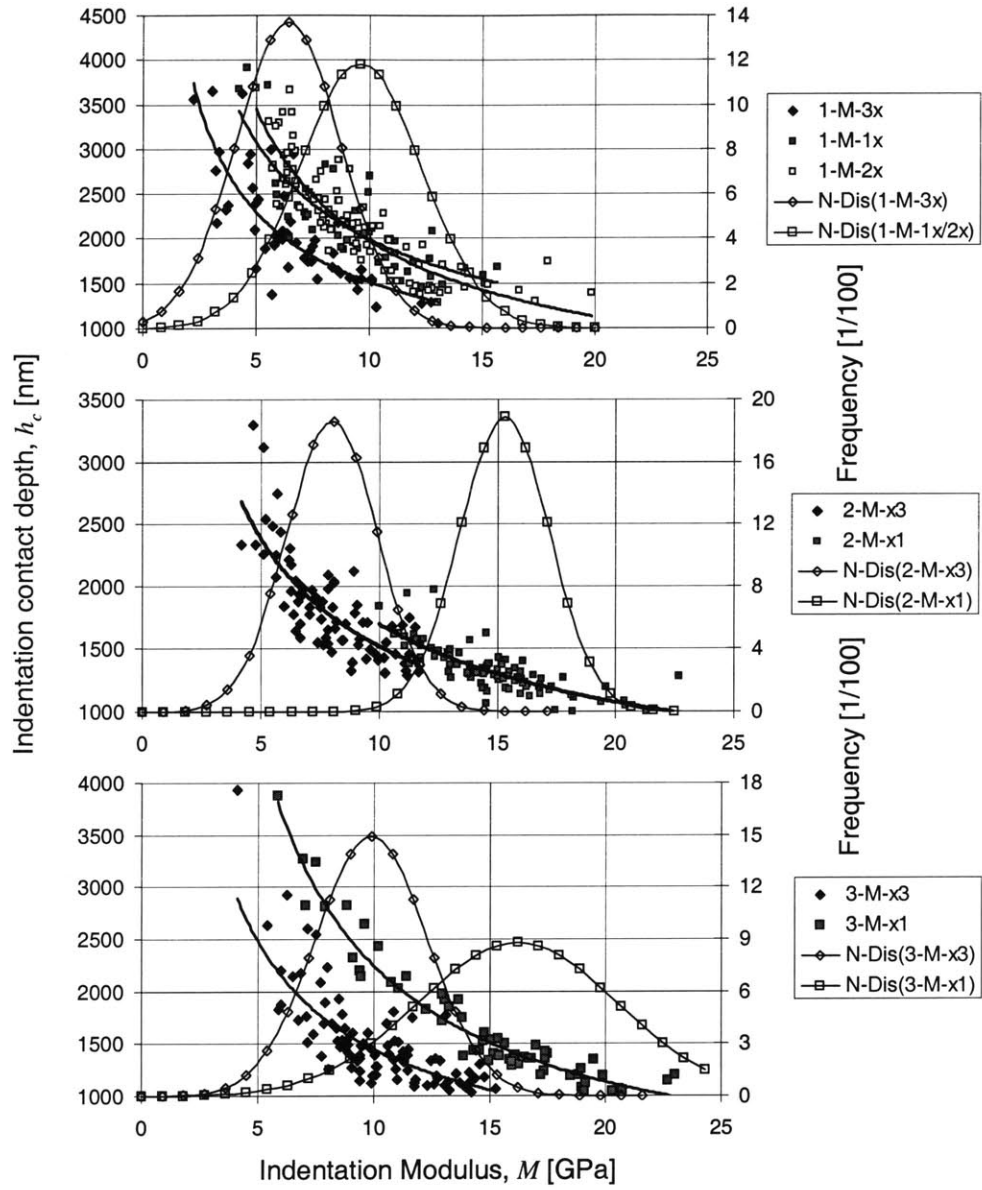 Indentation contact depth, h_c [nm]
4500
4000
3500
3000
2500
2000
1500
1000
14
12
10
8
6
4
2
0
0 5 10 15 20 25
1-M-3x
1-M-1x
1-M-2x
N-Dis(1-M-3x)
N-Dis(1-M-1x/2x)
Frequency [1/100]
3500
3000
2500
2000
1500
1000
20
16
12
8
4
0
0 5 10 15 20 25
2-M-x3
2-M-x1
N-Dis(2-M-x3)
N-Dis(2-M-x1)
Frequency [1/100]
4000
3500
3000
2500
2000
1500
1000
18
15
12
9
6
3
0
0 5 10 15 20 25
3-M-x3
3-M-x1
N-Dis(3-M-x3)
N-Dis(3-M-x1)
Indentation Modulus, M [GPa]